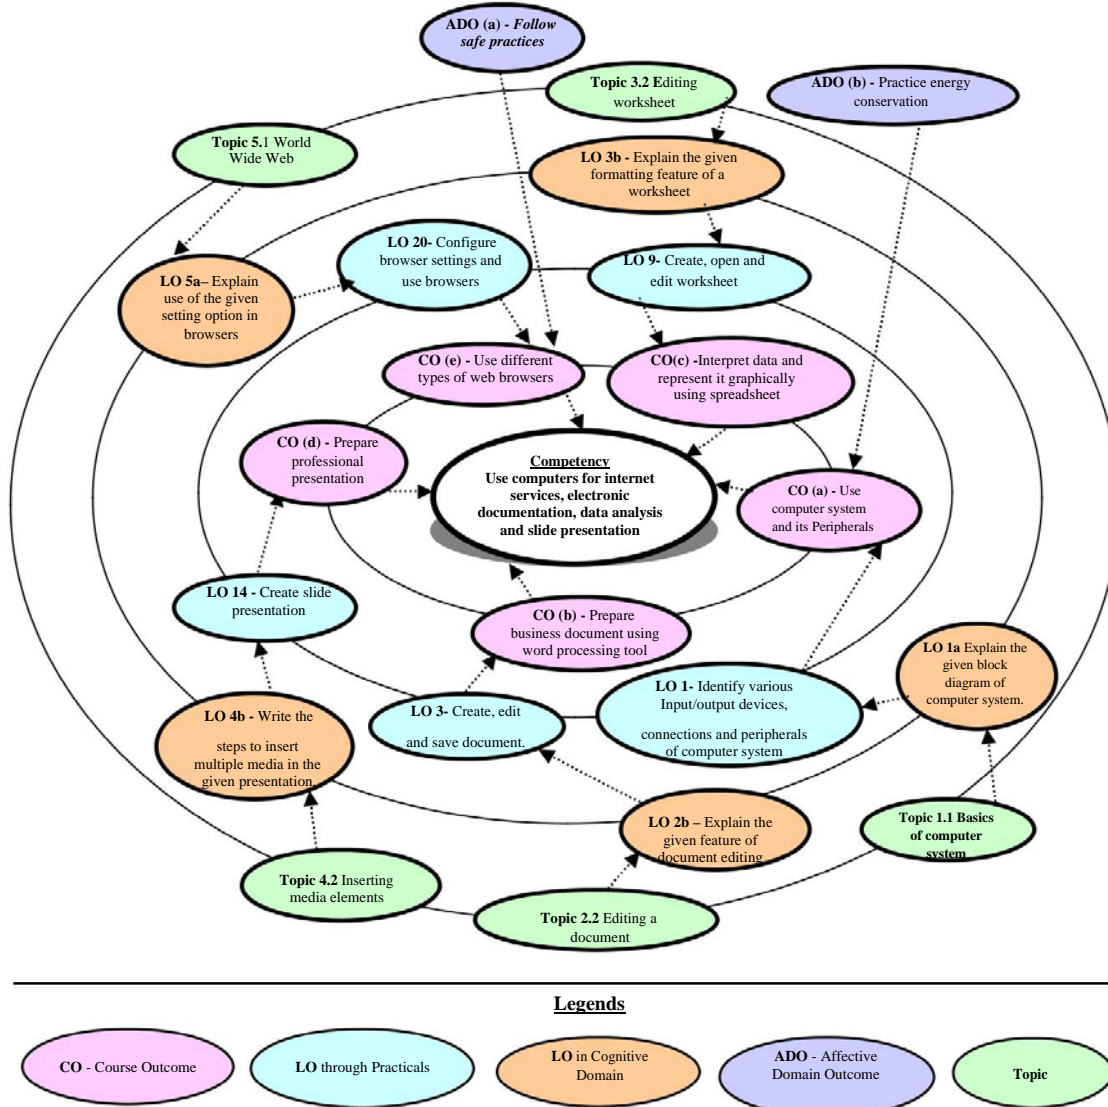 ADO (a) - Follow
safe practices
Topic 3.2 Editing
worksheet
ADO (b) - Practice energy
conservation
Topic 5.1 World
Wide Web
LO 3b - Explain the given
formatting feature of a
worksheet
LO 20- Configure
browser settings and
use browsers
LO 9- Create, open and
edit worksheet
LO 5a– Explain
use of the given
setting option in
browsers
CO (e) - Use different
types of web browsers
CO(c) -Interpret data and
represent it graphically
using spreadsheet
CO (d) - Prepare
professional
presentation
Competency
Use computers for internet
services, electronic
documentation, data analysis
and slide presentation
CO (a) - Use
computer system
and its Peripherals
LO 14 - Create slide
presentation
CO (b) - Prepare
business document using
word processing tool
LO 1a Explain the
given block
diagram of
computer system.
LO 1- Identify various
Input/output devices,
connections and peripherals
of computer system
LO 3- Create, edit
and save document.
LO 4b - Write the
steps to insert
multiple media in the
given presentation.
LO 2b – Explain the
given feature of
document editing
Topic 1.1 Basics
of computer
system
Topic 4.2 Inserting
media elements
Topic 2.2 Editing a
document
Legends
CO - Course Outcome
LO through Practicals
LO in Cognitive
Domain
ADO - Affective
Domain Outcome
Topic